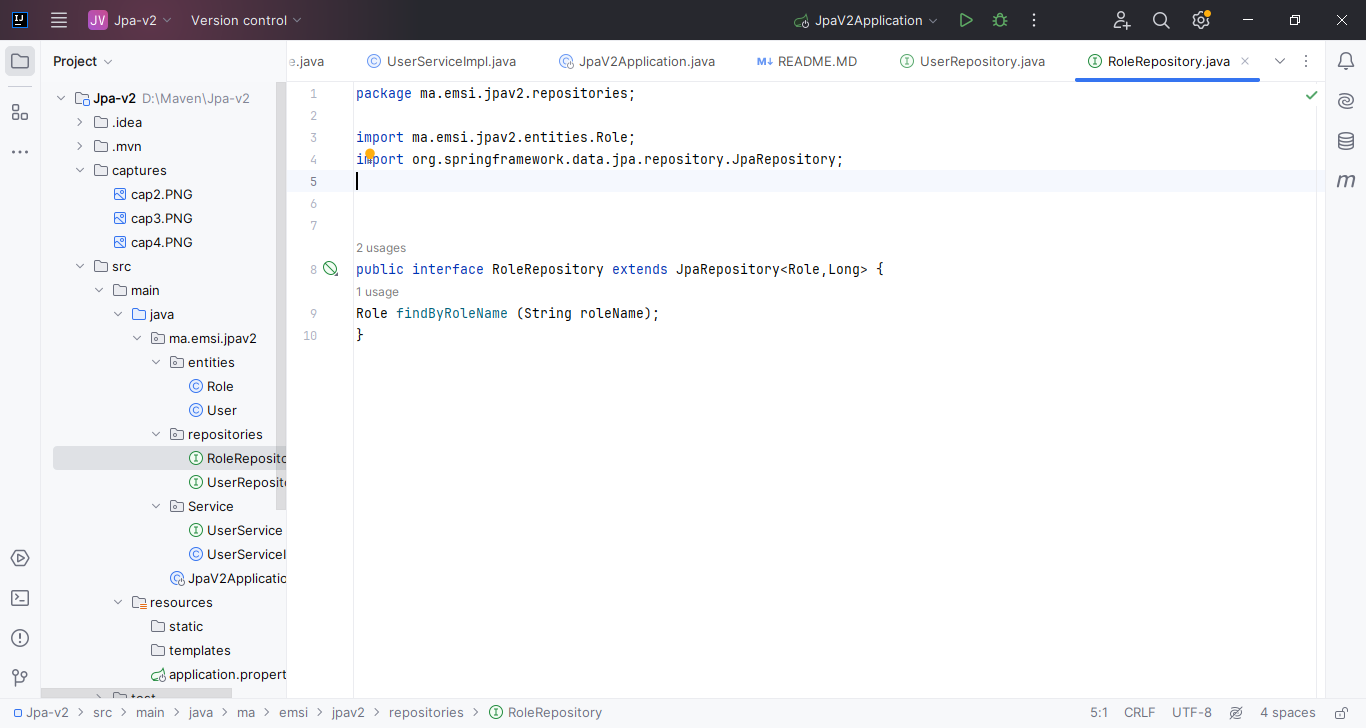 JV Jpa-v2 Version control JpaV2Application
Project
e.java UserServiceImpl.java JpaV2Application.java M↓ README.MD UserRepository.java RoleRepository.java
Jpa-v2 D:\Maven\Jpa-v2
.idea
.mvn
captures
cap2.PNG
cap3.PNG
cap4.PNG
src
main
java
ma.emsi.jpav2
entities
Role
User
repositories
RoleReposito
UserReposito
Service
UserService
UserServiceI
JpaV2Applicatio
resources
static
templates
application.propert
test
1 package ma.emsi.jpav2.repositories;
2
3 import ma.emsi.jpav2.entities.Role;
4 import org.springframework.data.jpa.repository.JpaRepository;
5
6
7
2 usages
8 public interface RoleRepository extends JpaRepository<Role,Long> {
1 usage
9 Role findByRoleName (String roleName);
10 }
m
Jpa-v2 > src > main > java > ma > emsi > jpav2 > repositories > RoleRepository
5:1 CRLF UTF-8 4 spaces